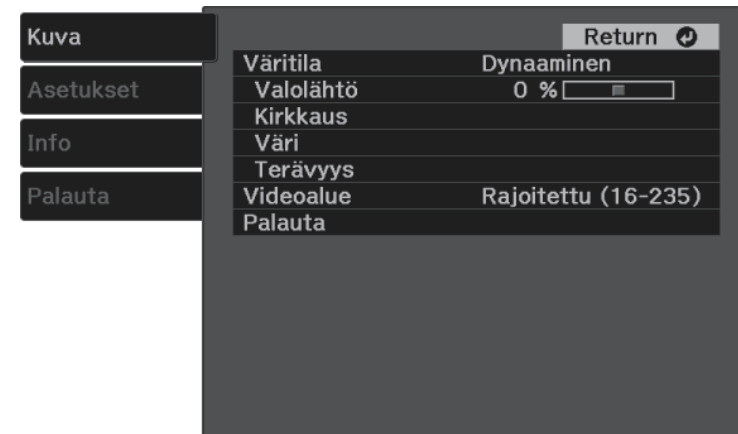 Kuva
Asetukset
Info
Palauta
Return
Väritila Dynaaminen
Valolähtö 0 %
Kirkkaus
Väri
Terävyys
Videoalue Rajoitettu (16-235)
Palauta